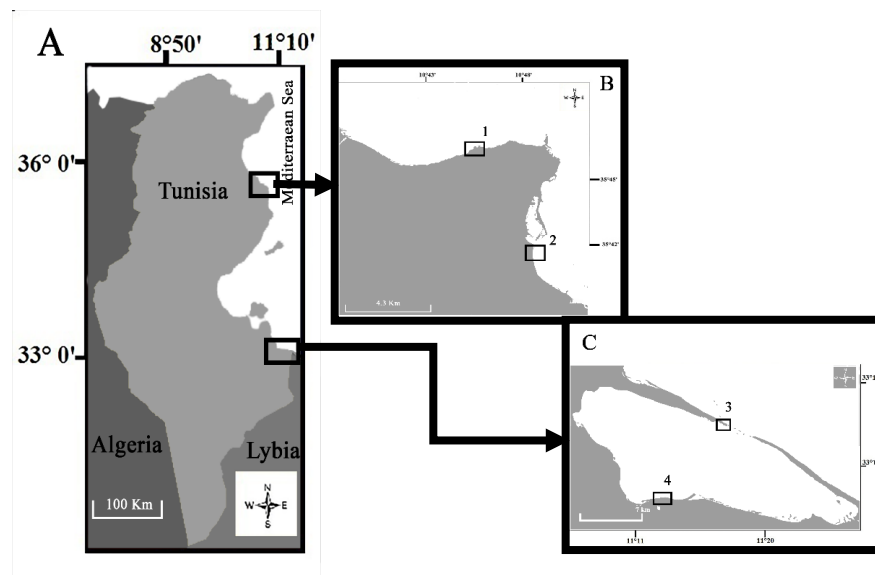 A
8°50'
11°10'
36° 0'
33° 0'
Mediterraean Sea
Tunisia
Algeria
Lybia
100 Km
N
W
E
S
B
10°43'
10°48'
1
2
35°45'
35°42'
4.3 Km
C
3
4
7 km
11°11
11°20